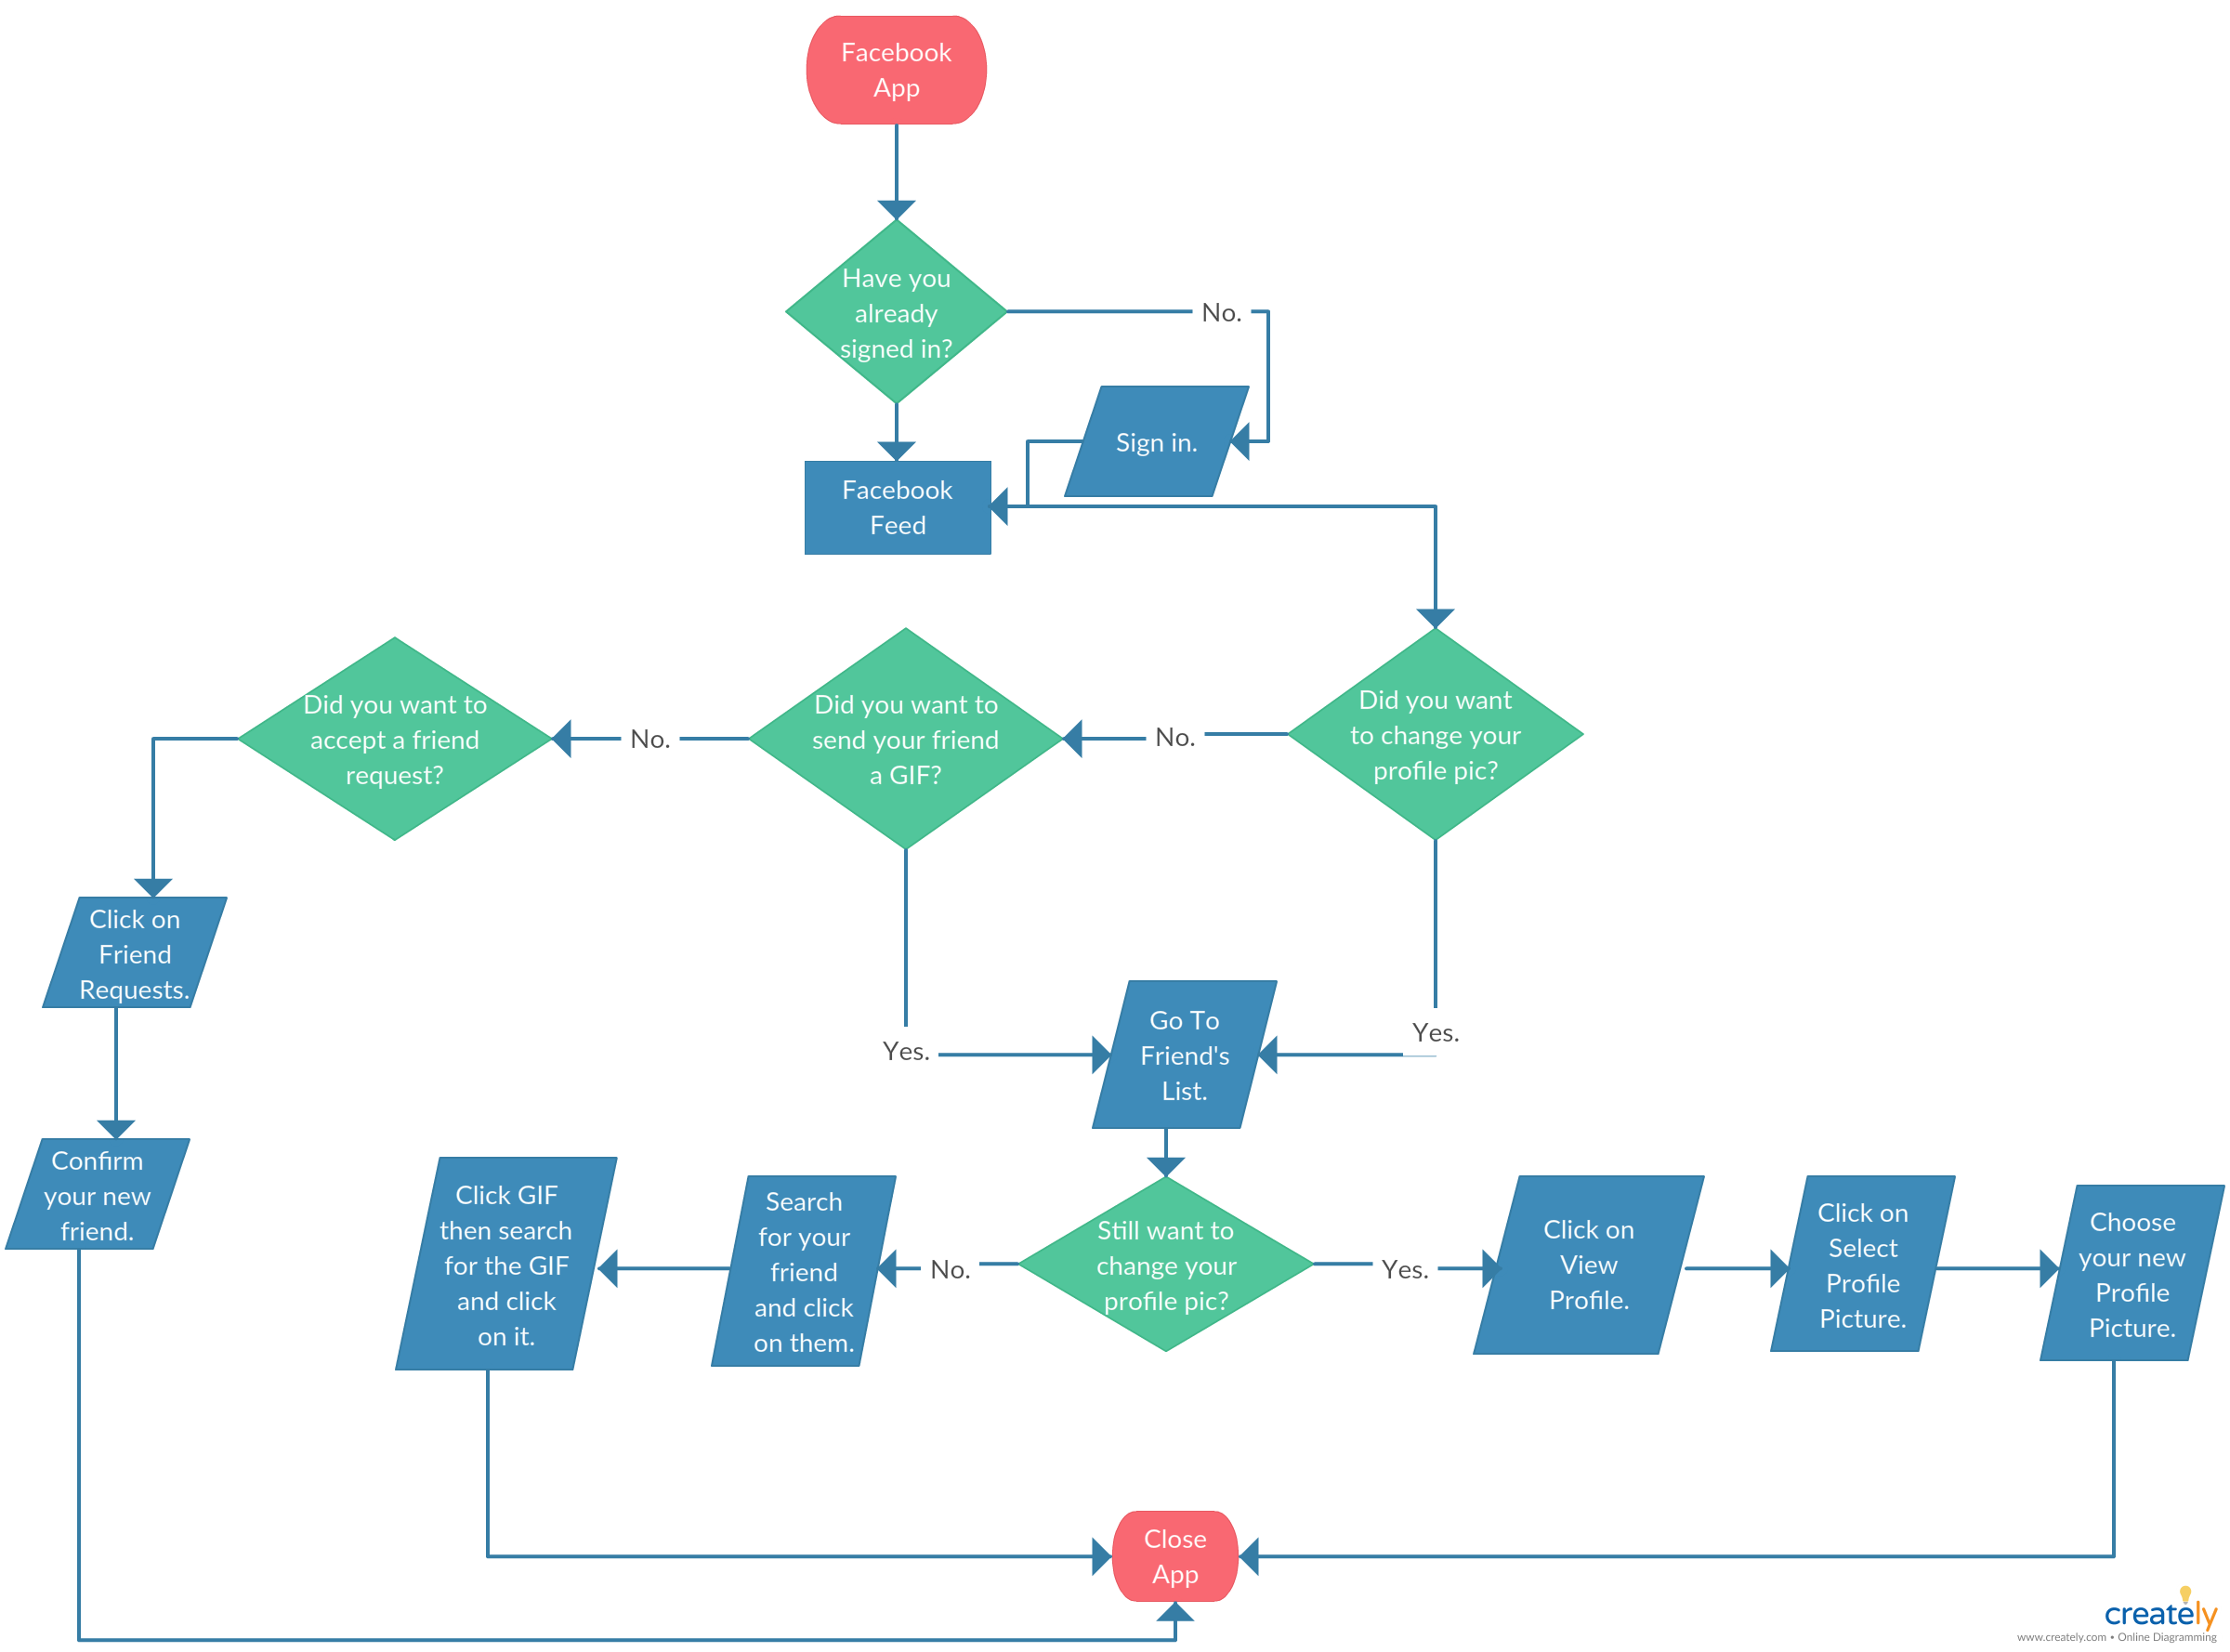 Facebook
App
Have you
already
signed in?
No.
Sign in.
Facebook
Feed
Did you want to
accept a friend
request?
No.
Did you want to
send your friend
a GIF?
No.
Did you want
to change your
profile pic?
Click on
Friend
Requests.
Yes.
Go To
Friend's
List.
Yes.
Confirm
your new
friend.
Click GIF
then search
for the GIF
and click
on it.
Search
for your
friend
and click
on them.
No.
Still want to
change your
profile pic?
Yes.
Click on
View
Profile.
Click on
Select
Profile
Picture.
Choose
your new
Profile
Picture.
Close
App
creately
www.creately.com • Online Diagramming